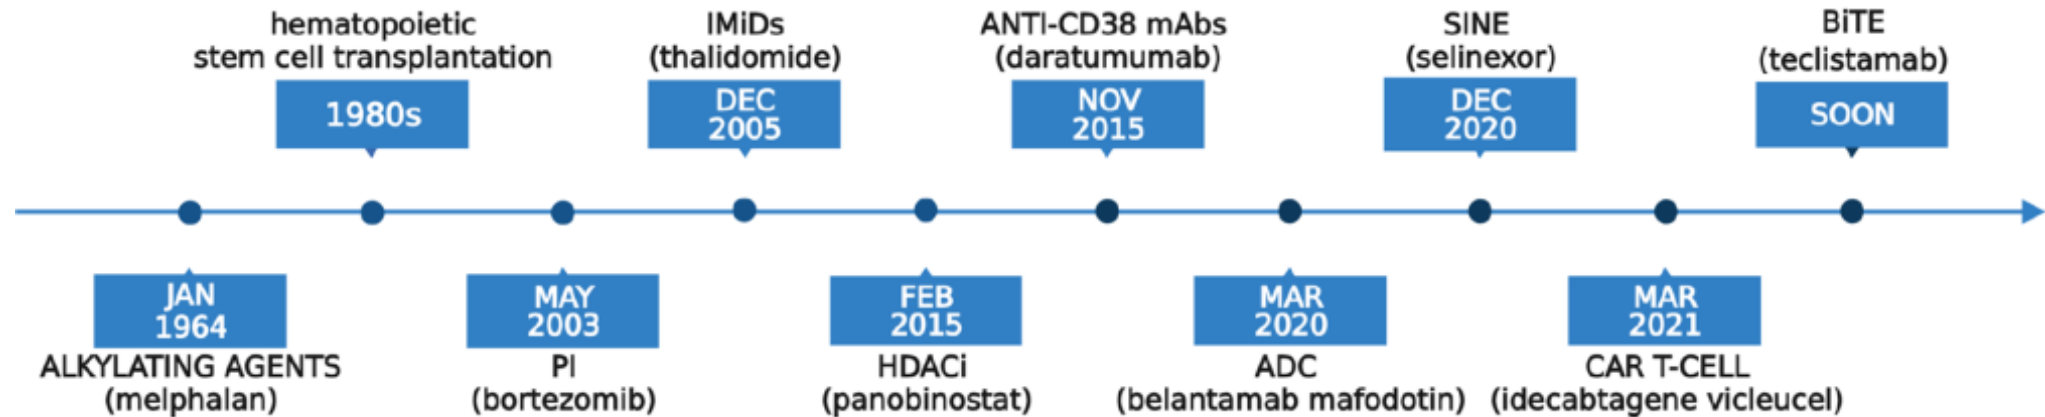 hematopoietic
stem cell transplantation
1980s
IMiDs
(thalidomide)
DEC
2005
ANTI-CD38 mAbs
(daratumumab)
NOV
2015
SINE
(selinexor)
DEC
2020
BiTE
(teclistamab)
SOON
JAN
1964
ALKYLATING AGENTS
(melphalan)
MAY
2003
PI
(bortezomib)
FEB
2015
HDACi
(panobinostat)
MAR
2020
ADC
(belantamab mafodotin)
MAR
2021
CAR T-CELL
(idecabtagene vicleucel)